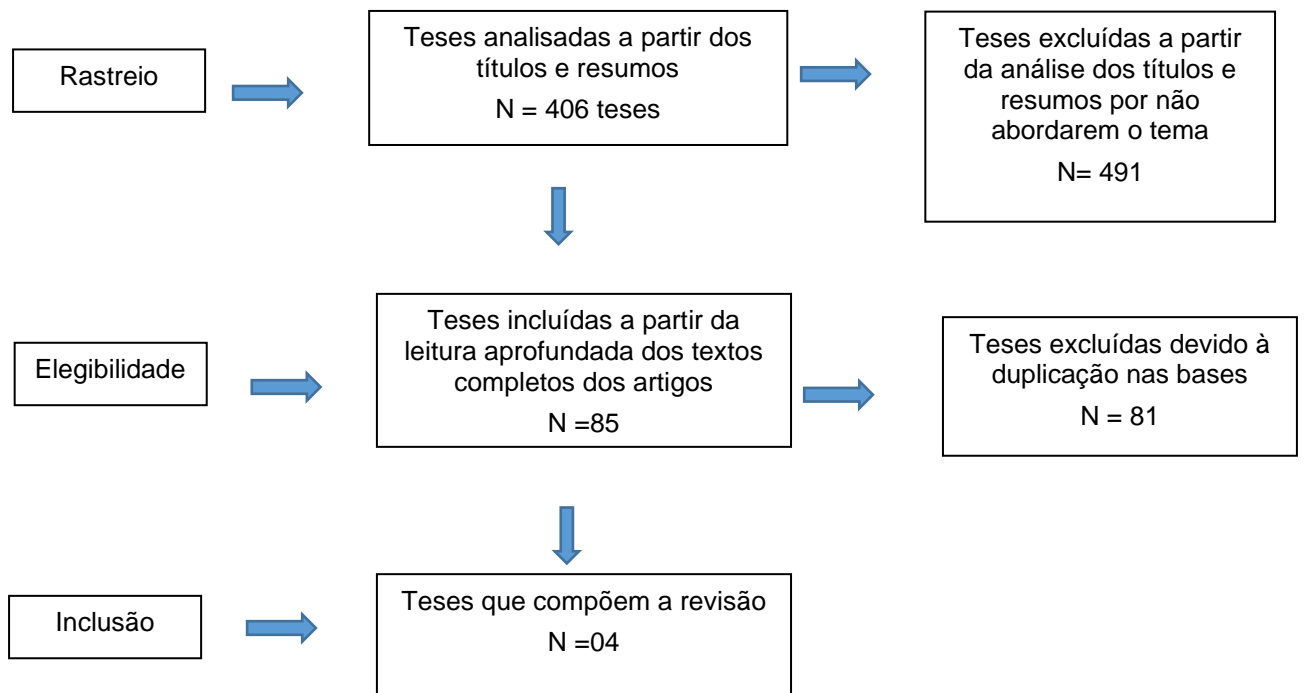 Rastreio
Teses analisadas a partir dos
títulos e resumos
N = 406 teses
Teses excluídas a partir
da análise dos títulos e
resumos por não
abordarem o tema
N= 491
Elegibilidade
Teses incluídas a partir da
leitura aprofundada dos textos
completos dos artigos
N =85
Teses excluídas devido à
duplicação nas bases
N = 81
Inclusão
Teses que compõem a revisão
N =04